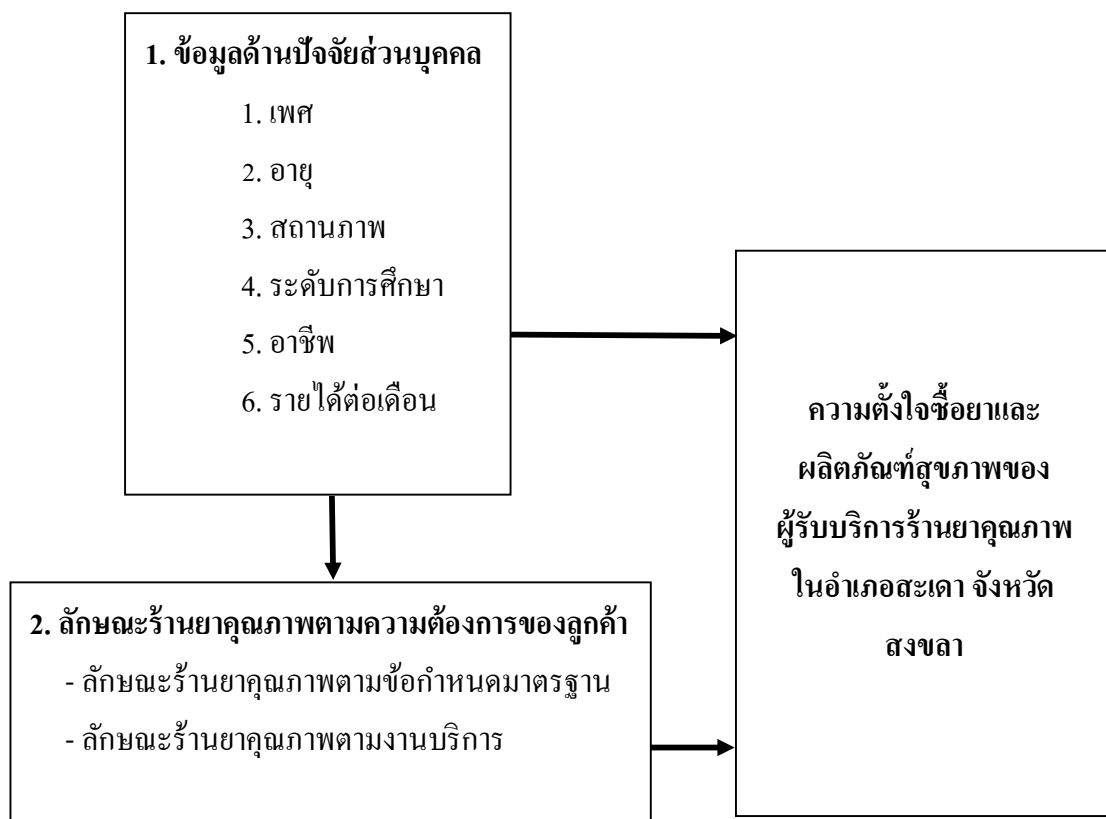 1. ข้อมูลด้านปัจจัยส่วนบุคคล
1. เพศ
2. อายุ
3. สถานภาพ
4. ระดับการศึกษา
5. อาชีพ
6. รายได้ต่อเดือน
ความตั้งใจซื้อยาและ
ผลิตภัณฑ์สุขภาพของ
ผู้รับบริการร้านยาคุณภาพ
ในอำเภอสะเดา จังหวัด
สงขลา
2. ลักษณะร้านยาคุณภาพตามความต้องการของลูกค้า
- ลักษณะร้านยาคุณภาพตามข้อกำหนดมาตรฐาน
- ลักษณะร้านยาคุณภาพตามงานบริการ